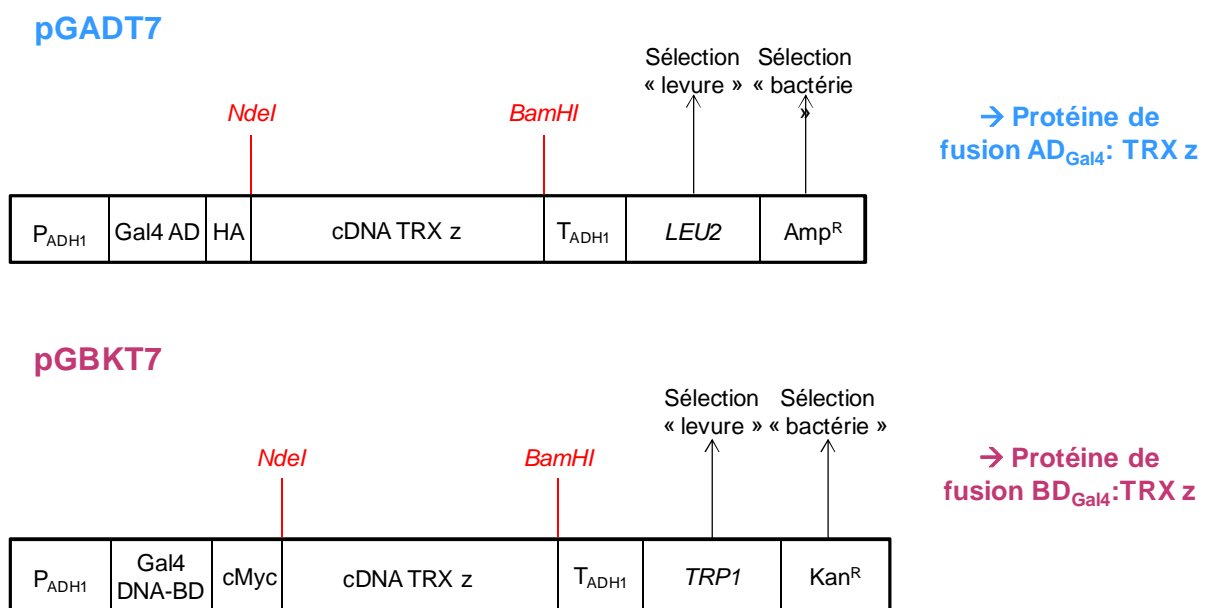 pGADT7
Sélection Sélection
« levure » « bactérie
»
NdeI BamHI
→ Protéine de
fusion ADGal4: TRX z
PADH1 Gal4 AD HA cDNA TRX z TADH1 LEU2 AmpR
pGBKT7
Sélection Sélection
« levure » « bactérie »
NdeI BamHI
→ Protéine de
fusion BDGal4:TRX z
PADH1 Gal4 DNA-BD cMyc cDNA TRX z TADH1 TRP1 KanR